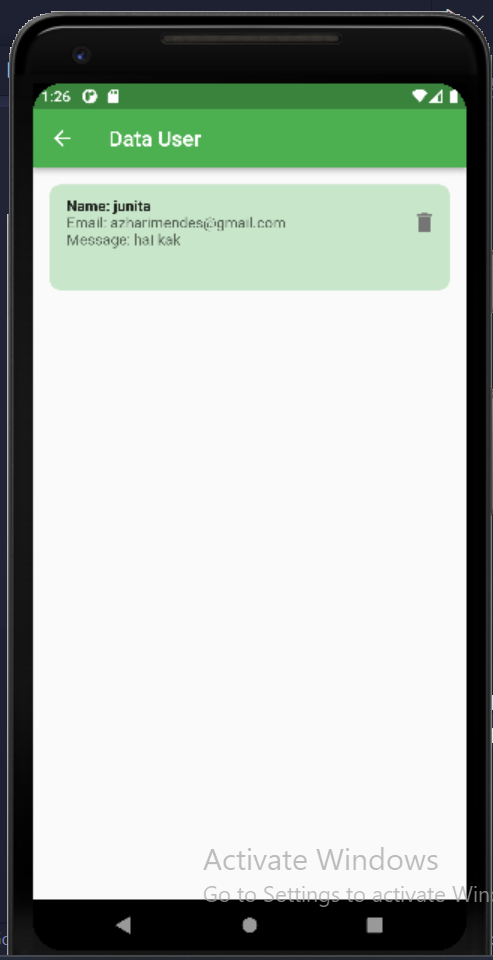 1:26
Data User
Name: junita
Email: azharimendes@gmail.com
Message: hai kak
Activate Windows
Go to Settings to activate Win